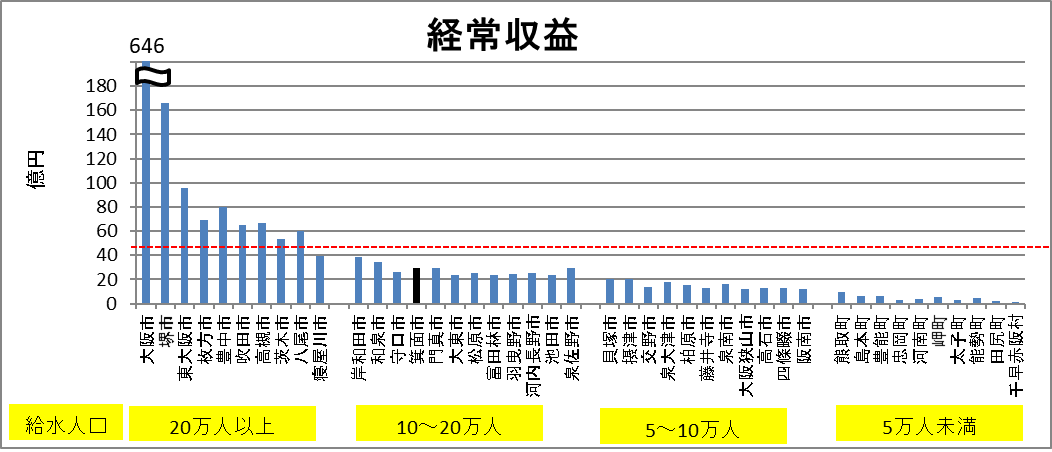 経常収益
646
億円
180
160
140
120
100
80
60
40
20
0
大阪市
堺市
東大阪市
枚方市
豊中市
吹田市
高槻市
茨木市
八尾市
寝屋川市
岸和田市
和泉市
守口市
箕面市
門真市
大東市
松原市
富田林市
羽曳野市
河内長野市
池田市
泉佐野市
貝塚市
摂津市
交野市
泉大津市
柏原市
藤井寺市
泉南市
大阪狭山市
高石市
四條畷市
阪南市
熊取町
島本町
豊能町
忠岡町
河南町
岬町
太子町
能勢町
田尻町
千早赤阪村
給水人口
20万人以上
10～20万人
5～10万人
5万人未満